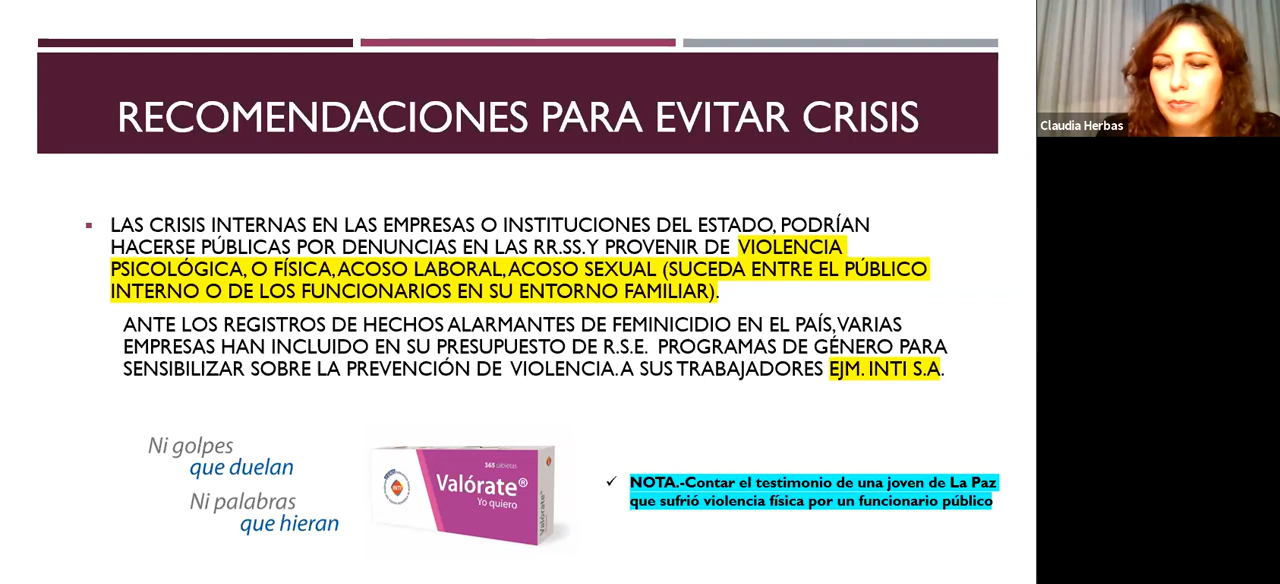 RECOMENDACIONES PARA EVITAR CRISIS
Claudia Herbas
LAS CRISIS INTERNAS EN LAS EMPRESAS O INSTITUCIONES DEL ESTADO, PODRÍAN
HACERSE PÚBLICAS POR DENUNCIAS EN LAS RR.SS. Y PROVENIR DE VIOLENCIA
PSICOLÓGICA, O FÍSICA, ACOSO LABORAL, ACOSO SEXUAL (SUCEDA ENTRE EL PÚBLICO
INTERNO O DE LOS FUNCIONARIOS EN SU ENTORNO FAMILIAR).
ANTE LOS REGISTROS DE HECHOS ALARMANTES DE FEMINICIDIO EN EL PAÍS, VARIAS
EMPRESAS HAN INCLUIDO EN SU PRESUPUESTO DE R.S.E. PROGRAMAS DE GÉNERO PARA
SENSIBILIZAR SOBRE LA PREVENCIÓN DE VIOLENCIA. A SUS TRABAJADORES EJM. INTI S.A.
Ni golpes
que duelan
Ni palabras
que hieran
365 tabletas
INTI
Valórate®
Yo quiero
Valórate®
NOTA.-Contar el testimonio de una joven de La Paz
que sufrió violencia física por un funcionario público